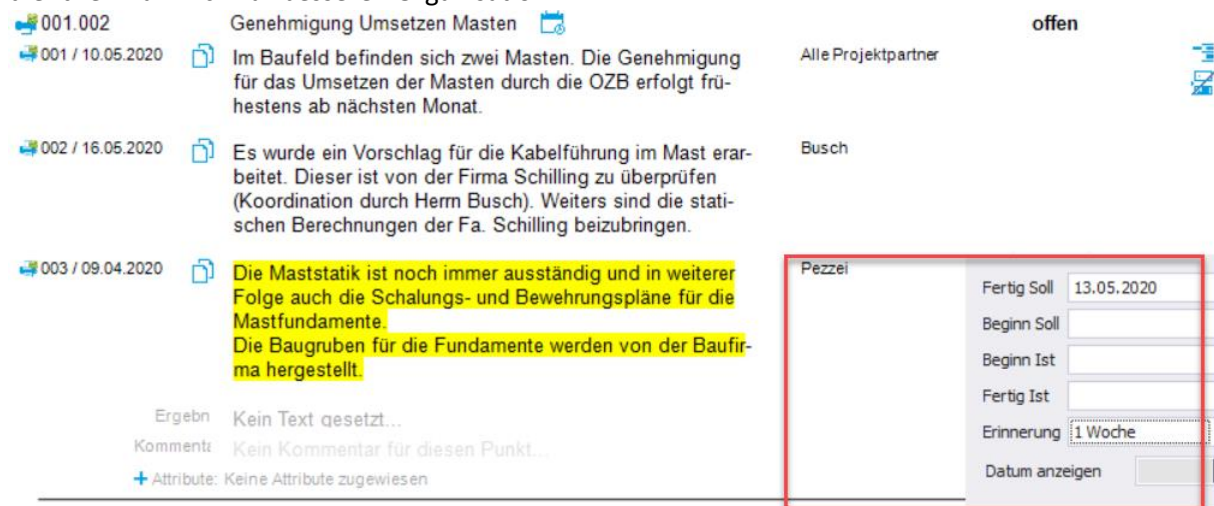 001.002 Genehmigung Umsetzen Masten offen
001 / 10.05.2020 Im Baufeld befinden sich zwei Masten. Die Genehmigung Alle Projektpartner
für das Umsetzen der Masten durch die OZB erfolgt frü-
hestens ab nächsten Monat.
002 / 16.05.2020 Es wurde ein Vorschlag für die Kabelführung im Mast erar- Busch
beitet. Dieser ist von der Firma Schilling zu überprüfen
(Koordination durch Herrn Busch). Weiters sind die stati-
schen Berechnungen der Fa. Schilling beizubringen.
003 / 09.04.2020 Die Maststatik ist noch immer ausständig und in weiterer Pezzei
Folge auch die Schalungs- und Bewehrungspläne für die
Mastfundamente.
Die Baugruben für die Fundamente werden von der Baufir-
ma hergestellt.
Fertig Soll 13.05.2020
Beginn Soll
Beginn Ist
Fertig Ist
Erinnerung 1 Woche
Datum anzeigen
Ergebn Kein Text gesetzt...
Kommenta Kein Kommentar für diesen Punkt...
+ Attribute: Keine Attribute zugewiesen